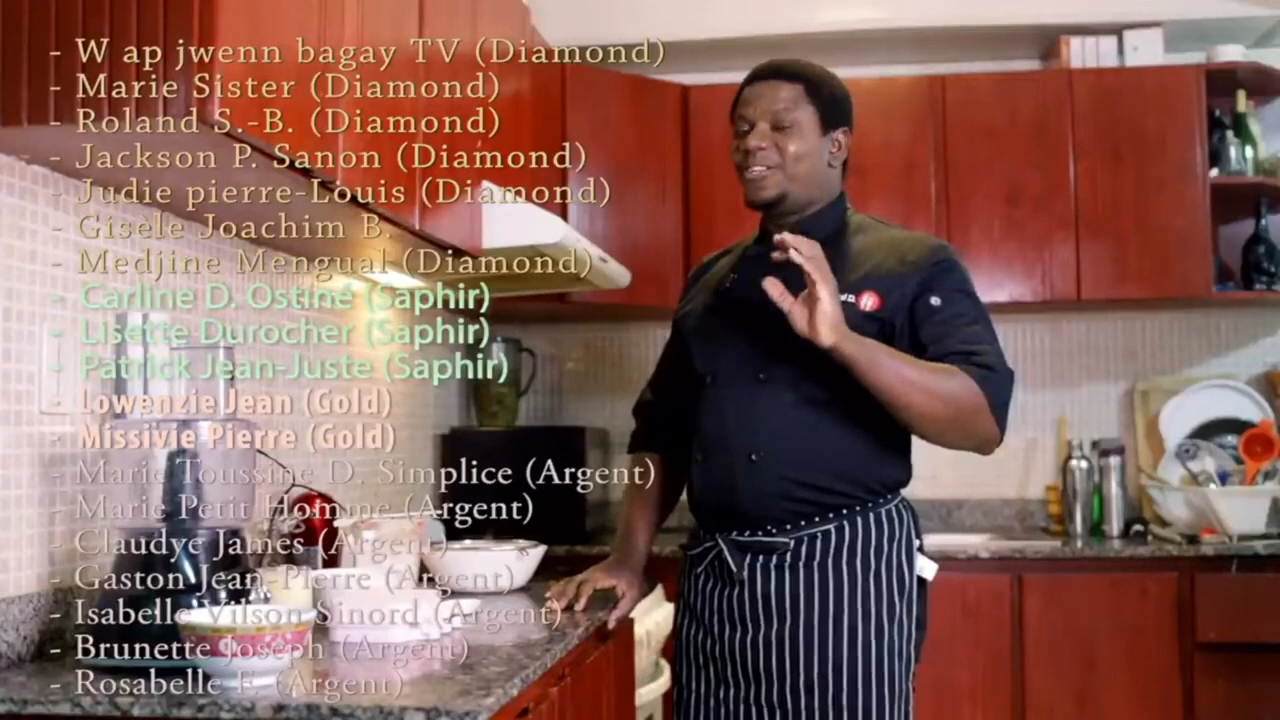 - W ap jwenn bagay TV (Diamond)
- Marie Sister (Diamond)
- Roland S.-B. (Diamond)
- Jackson P. Sanon (Diamond)
- Judie pierre-Louis (Diamond)
- Gisèle Joachim B.
- Medjine Mengual (Diamond)
- Carline D. Ostiné (Saphir)
- Lisette Durocher (Saphir)
- Patrick Jean-Juste (Saphir)
- Lowenzie Jean (Gold)
- Missivie Pierre (Gold)
- Marie Toussine D. Simplice (Argent)
- Marie Petit Homme (Argent)
- Claudye James (Argent)
- Gaston Jean-Pierre (Argent)
- Isabelle Vilson Sinord (Argent)
- Brunette Joseph (Argent)
- Rosabelle F. (Argent)